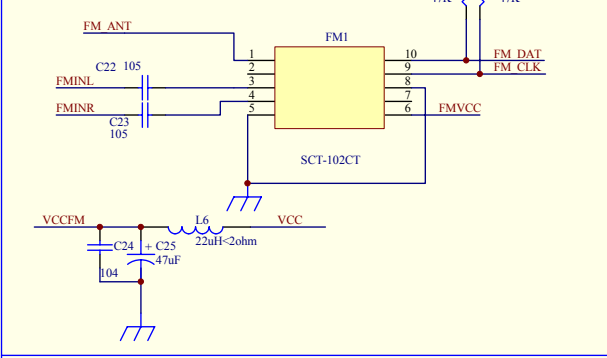 FM_ANT
FM1
C22 105
1 10 FM_DAT
2 9 FM_CLK
FMINL 3 8
4 7
FMINR 5 6 FMVCC
C23
105
SCT-102CT
VCCFM L6 VCC
22uH<2ohm
C24 + C25
47uF
104